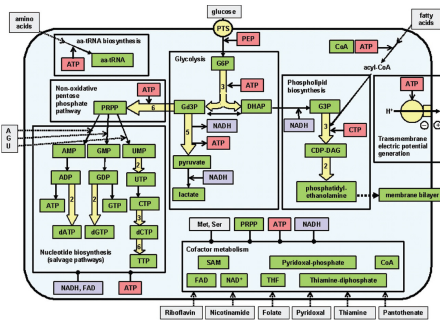 glucose
fatty
acids
amino
acids
PTS
aa-tRNA biosynthesis
ATP
aa-tRNA
PEP
CoA
ATP
acyl-CoA
Glycolysis
G6P
ATP
3
Non-oxidative
pentose
phosphate
pathway
ATP
PRPP
6
Gd3P
DHAP
Phospholipid
biosynthesis
G3P
NADH
3
CTP
CDP-DAG
2
phosphatidyl-
ethanolamine
membrane bilayer
ATP
H+
Transmembrane
electric potential
generation
5
NADH
ATP
pyruvate
NADH
lactate
A
G
U
AMP
GMP
UMP
2
ADP
GDP
UTP
ATP
2
2
GTP
CTP
3
dATP
dGTP
dCTP
6
TTP
Nucleotide biosynthesis
(salvage pathways)
NADH, FAD
ATP
Met, Ser
PRPP
ATP
NADH
Cofactor metabolism
SAM
Pyridoxal-phosphate
CoA
FAD
NAD+
THF
Thiamine-diphosphate
Riboflavin
Nicotinamide
Folate
Pyridoxal
Thiamine
Pantothenate